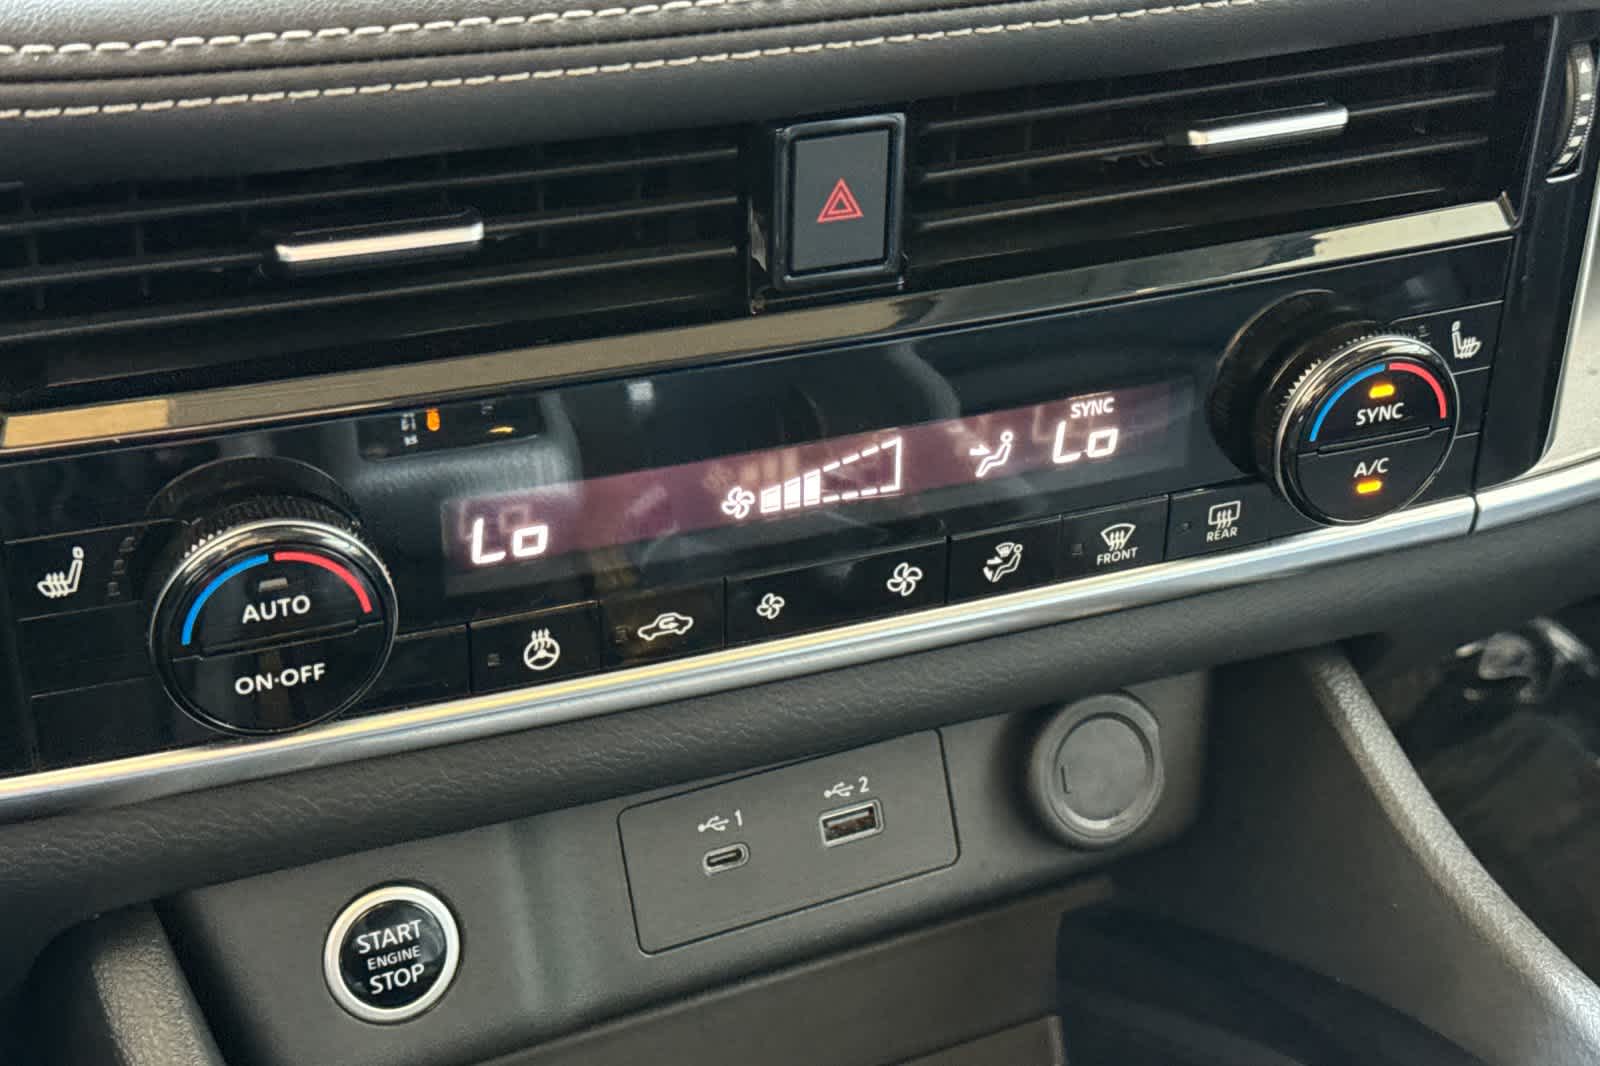 SYNC
Lo
Lo
SYNC
A/C
AUTO
ON·OFF
FRONT
REAR
1
2
START
ENGINE
STOP